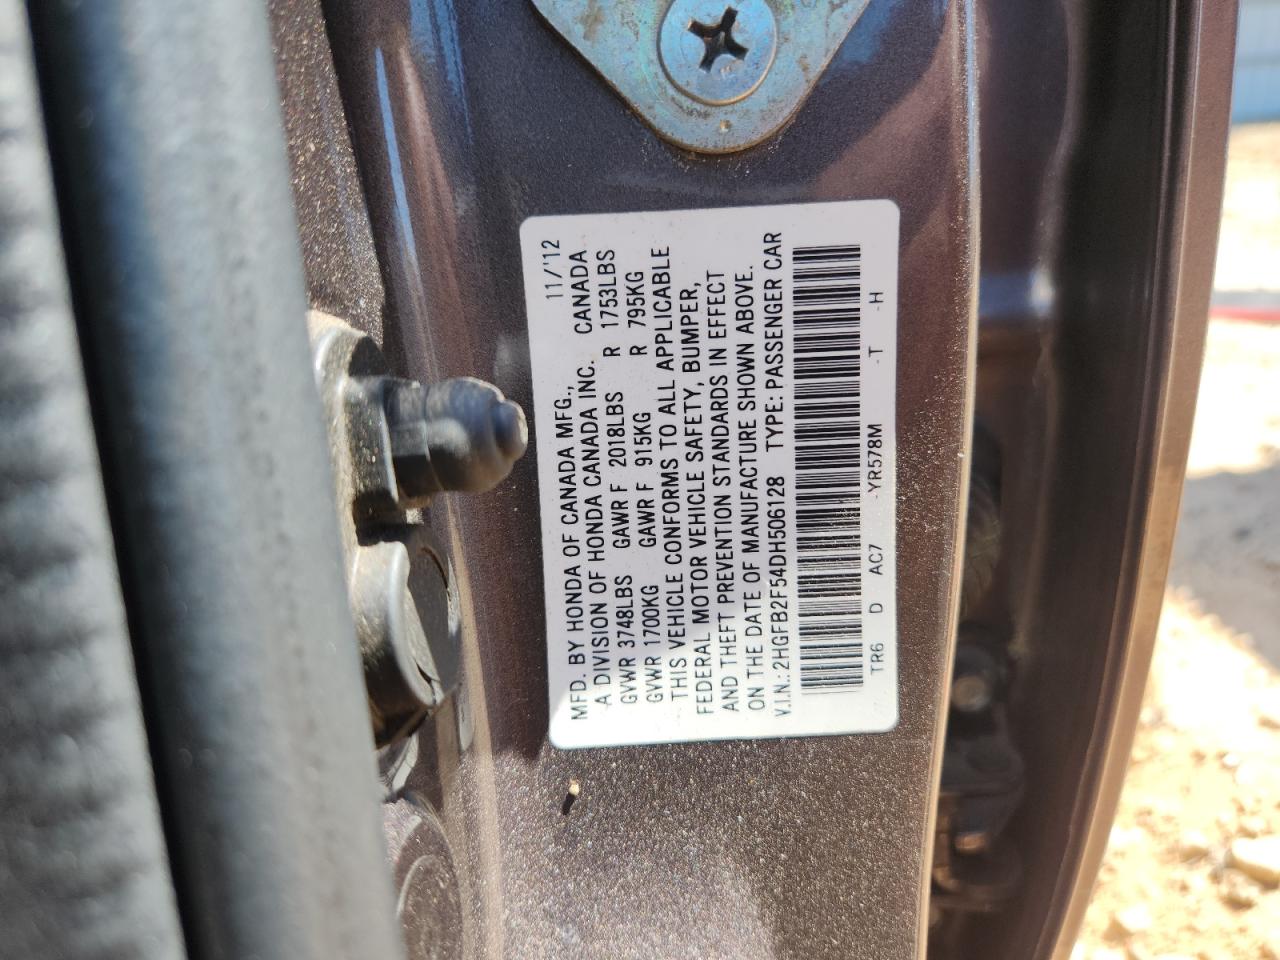 11/'12
MFD. BY HONDA OF CANADA MFG.,
A DIVISION OF HONDA CANADA INC. CANADA
GVWR 3748LBS GAWR F 2018LBS R 1753LBS
GVWR 1700KG GAWR F 915KG R 795KG
THIS VEHICLE CONFORMS TO ALL APPLICABLE
FEDERAL MOTOR VEHICLE SAFETY, BUMPER,
AND THEFT PREVENTION STANDARDS IN EFFECT
ON THE DATE OF MANUFACTURE SHOWN ABOVE.
V.I.N.: 2HGFB2F54DH506128 TYPE: PASSENGER CAR
TR6 D AC7 -YR578M -T -H